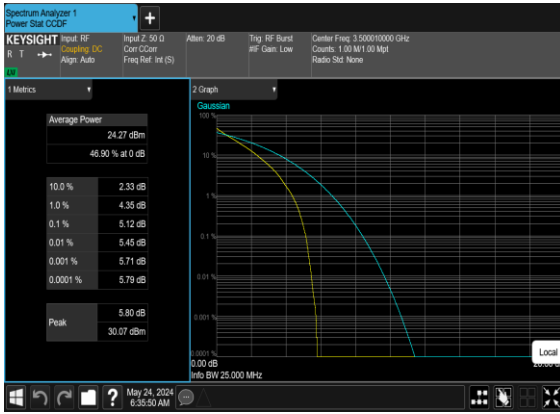 Spectrum Analyzer 1
Power Stat CCDF
KEYSIGHT
R T
LV
Input: RF
Coupling: DC
Align: Auto
Input Z: 50 Ω
Corr CCorr
Freq Ref: Int (S)
Atten: 20 dB
Trig: RF Burst
#IF Gain: Low
Center Freq: 3.500010000 GHz
Counts: 1.00 M/1.00 Mpt
Radio Std: None
1 Metrics
Average Power
24.27 dBm
46.90 % at 0 dB
10.0 % 2.33 dB
1.0 % 4.35 dB
0.1 % 5.12 dB
0.01 % 5.45 dB
0.001 % 5.71 dB
0.0001 % 5.79 dB
Peak
5.80 dB
30.07 dBm
2 Graph
Gaussian
100 %
10 %
1 %
0.1 %
0.01 %
0.001 %
0.0001 %
0.00 dB
Info BW 25.000 MHz
Local
May 24, 2024
6:35:50 AM